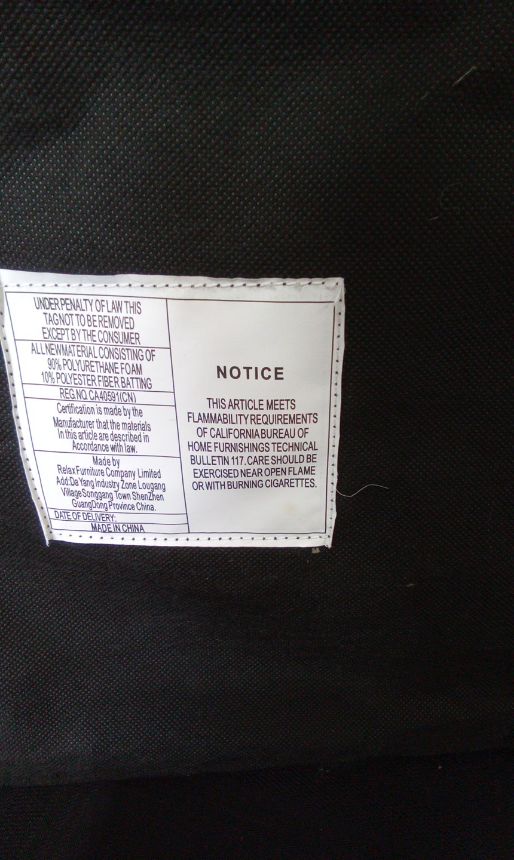 UNDER PENALTY OF LAW THIS
TAG NOT TO BE REMOVED
EXCEPT BY THE CONSUMER
ALL NEWMATERIAL CONSISTING OF
90% POLYURETHANE FOAM
10% POLYESTER FIBER BATTING
REG.NO.CA40591(CN)
Certification is made by the
Manufacturer that the materials
In this article are described in
Accordance with law.
Made by
Relax Furniture Company Limited
Add:Da Yang Industry Zone Lougang
Village Songgang Town ShenZhen
GuangDong Province China.
DATE OF DELIVERY:
MADE IN CHINA
NOTICE
THIS ARTICLE MEETS
FLAMMABILITY REQUIREMENTS
OF CALIFORNIA BUREAU OF
HOME FURNISHINGS TECHNICAL
BULLETIN 117. CARE SHOULD BE
EXERCISED NEAR OPEN FLAME
OR WITH BURNING CIGARETTES.